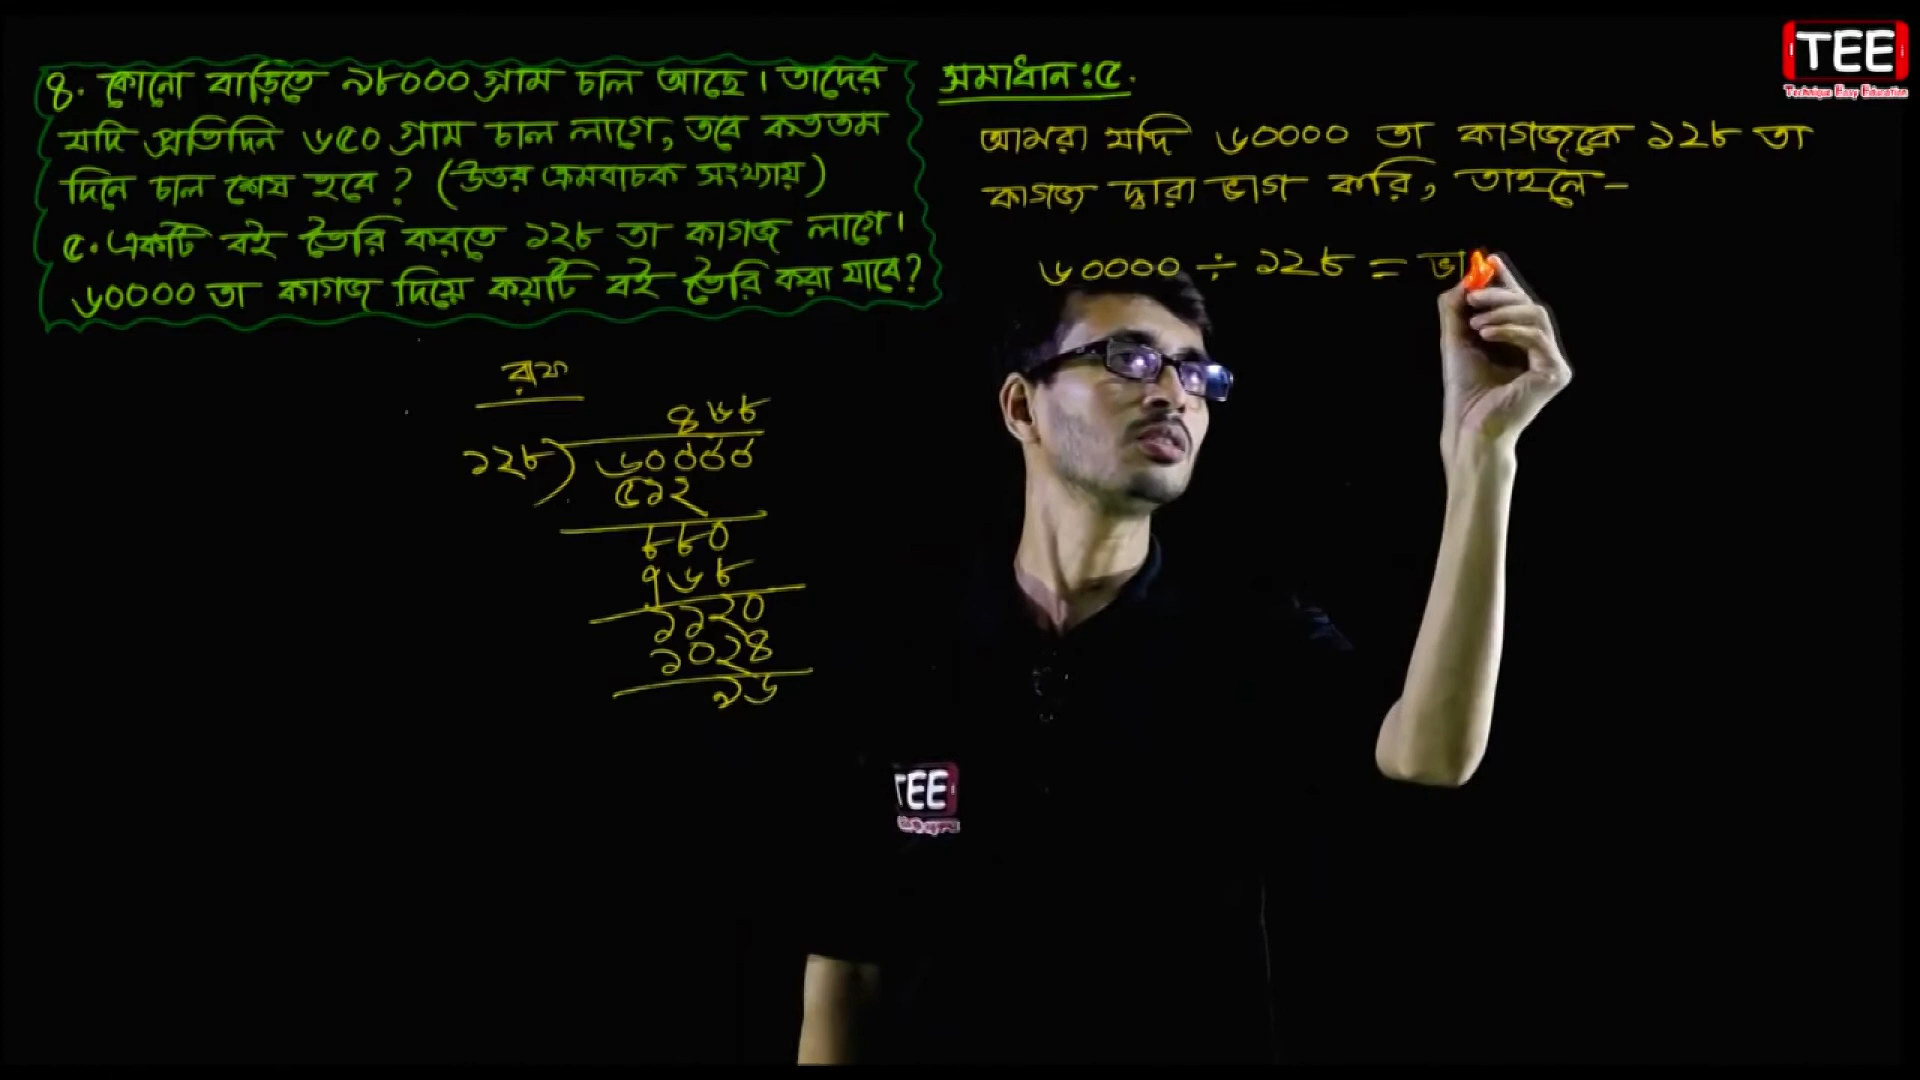 TEE
Technique Easy Education
৪. কোনো বাড়িতে ৯৮০০০ গ্রাম চাল আছে। তাদের
যদি প্রতিদিন ৬৫০ গ্রাম চাল লাগে, তবে কততম
দিনে চাল শেষ হবে? (উত্তর ক্রমবাচক সংখ্যায়)
৫. একটি বই তৈরি করতে ১২৮ তা কাগজ লাগে।
৬০০০০ তা কাগজ দিয়ে কয়টি বই তৈরি করা যাবে?
সমাধান: ৫.
আমরা যদি ৬০০০০ তা কাগজকে ১২৮ তা
কাগজ দ্বারা ভাগ করি, তাহলে-
৬০০০০ ÷ ১২৮ = ভা
রাফ
৪৬৮
১২৮) ৬০০০০
৫১২
৮৮০
৭৬৮
১১২০
১০২৪
৯৬
TEE